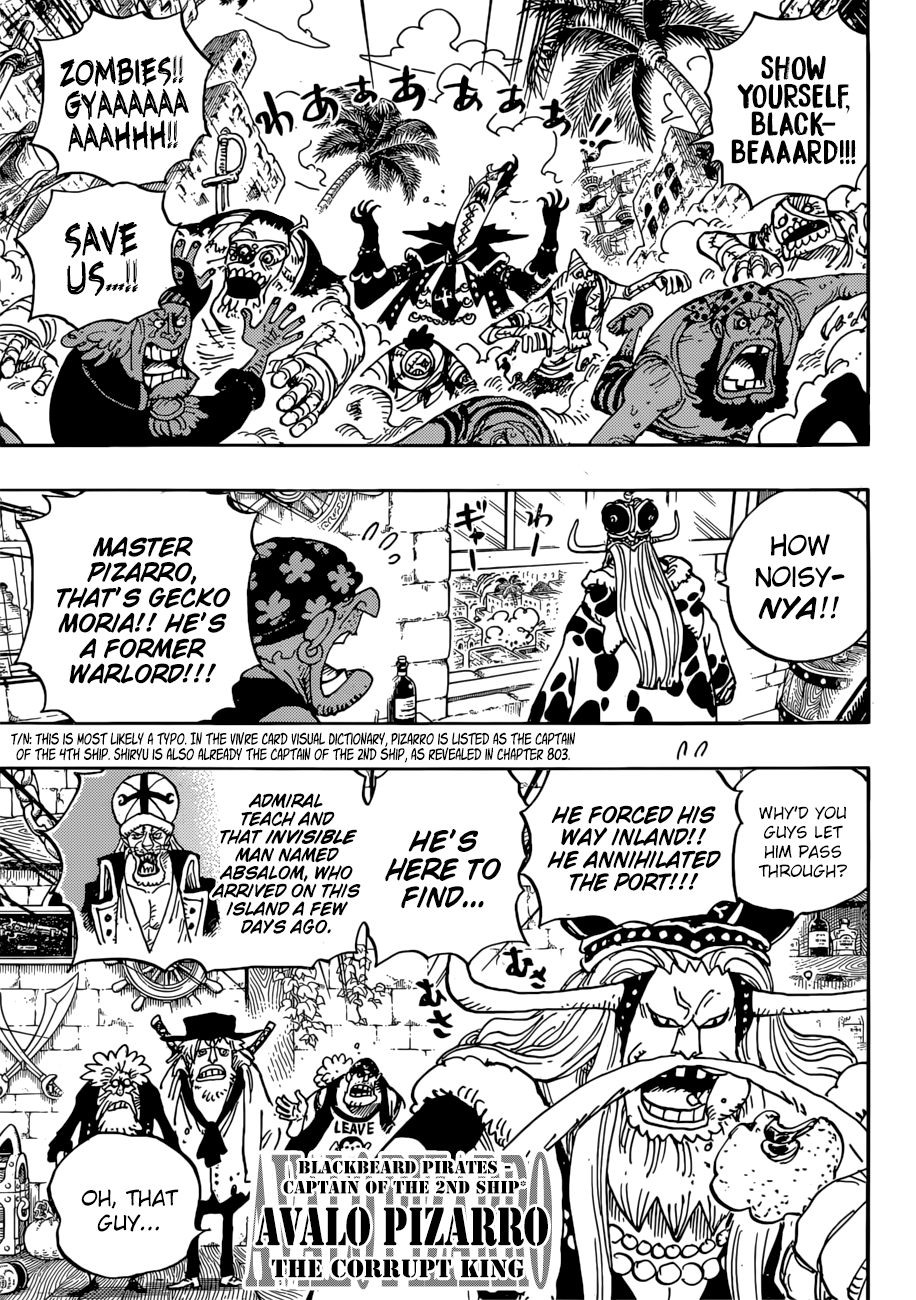 SHOW
YOURSELF,
BLACK-
BEAAARD!!!
わあぁあぁぁぁ
ZOMBIES!!
GYAAAAAA
AAAHHH!!
SAVE
US...!!
HOW
NOISY-
NYA!!
わー
ギャー
MASTER
PIZARRO,
THAT'S GECKO
MORIA!! HE'S
A FORMER
WARLORD!!!
T/N: THIS IS MOST LIKELY A TYPO. IN THE VIVRE CARD VISUAL DICTIONARY, PIZARRO IS LISTED AS THE CAPTAIN
OF THE 4TH SHIP. SHIRYU IS ALSO ALREADY THE CAPTAIN OF THE 2ND SHIP, AS REVEALED IN CHAPTER 803.
WHY'D YOU
GUYS LET
HIM PASS
THROUGH?
HE FORCED HIS
WAY INLAND!!
HE ANNIHILATED
THE PORT!!!
HE'S
HERE TO
FIND...
ADMIRAL
TEACH AND
THAT INVISIBLE
MAN NAMED
ABSALOM, WHO
ARRIVED ON THIS
ISLAND A FEW
DAYS AGO.
むさ
むさ
LEAVE
OH, THAT
GUY...
BLACKBEARD PIRATES -
CAPTAIN OF THE 2ND SHIP*
AVALO PIZARRO
THE CORRUPT KING